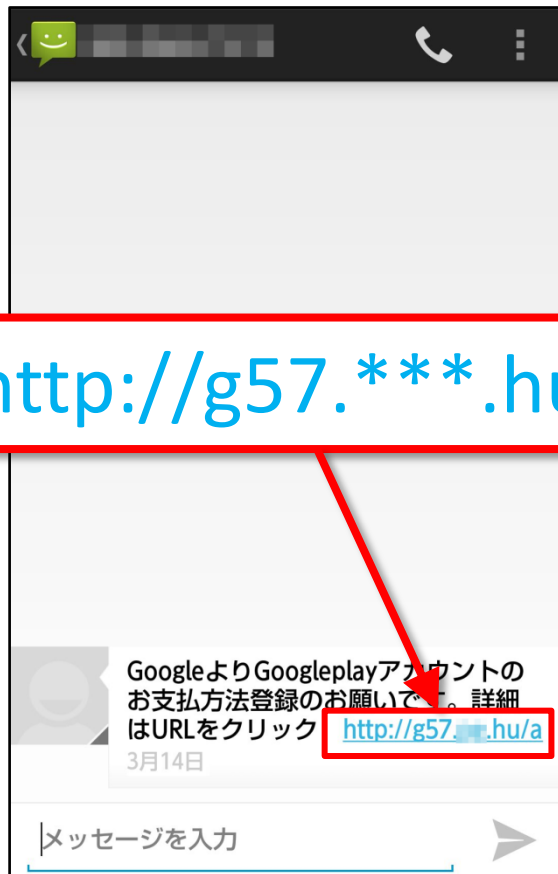 http://g57.***.hu
GoogleよりGoogleplayアカウントの
お支払方法登録のお願いです。詳細
はURLをクリック http://g57. .hu/a
3月14日
メッセージを入力